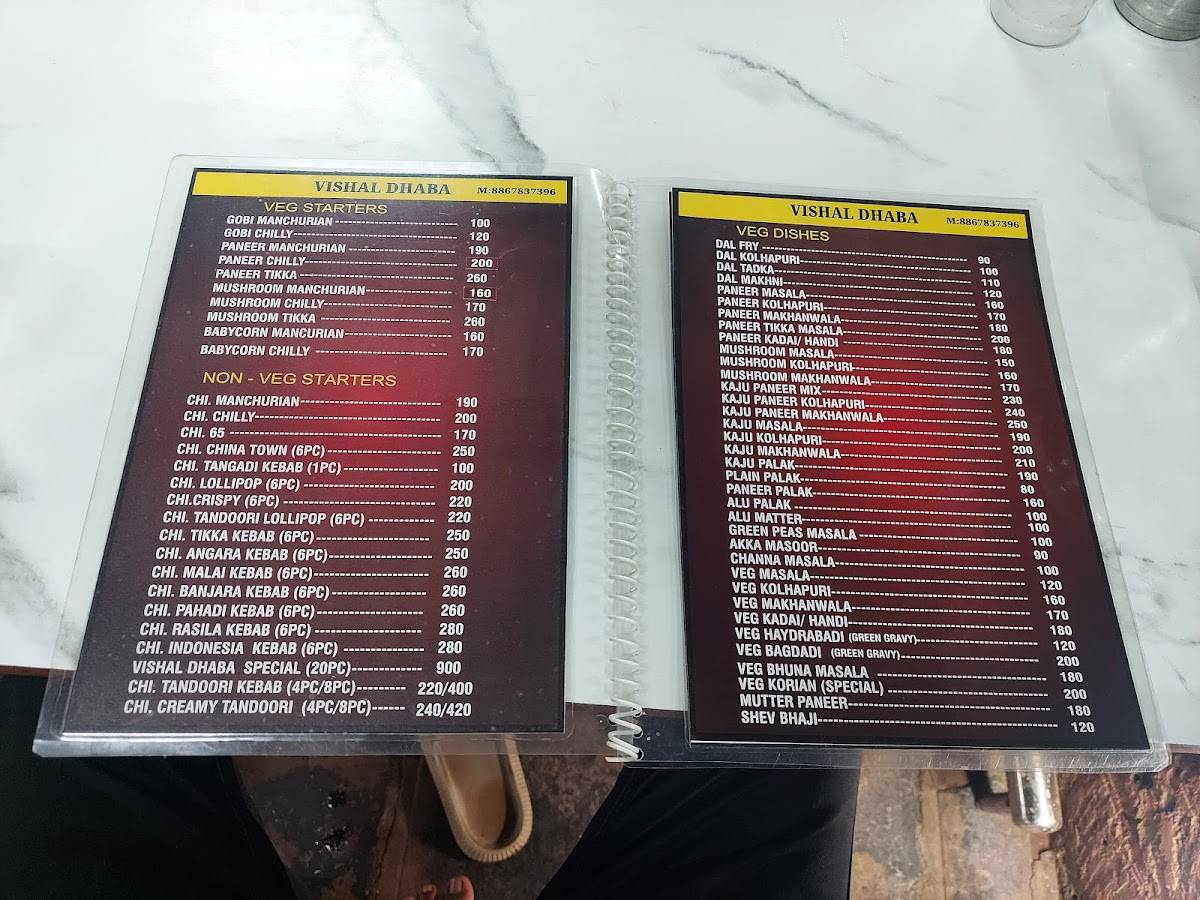 VISHAL DHABA M:8867837396
VEG STARTERS
GOBI MANCHURIAN 100
GOBI CHILLY 120
PANEER MANCHURIAN 190
PANEER CHILLY 200
PANEER TIKKA 260
MUSHROOM MANCHURIAN 160
MUSHROOM CHILLY 170
MUSHROOM TIKKA 260
BABYCORN MANCURIAN 160
BABYCORN CHILLY 170
NON - VEG STARTERS
CHI. MANCHURIAN 190
CHI. CHILLY 200
CHI. 65 170
CHI. CHINA TOWN (6PC) 250
CHI. TANGADI KEBAB (1PC) 100
CHI. LOLLIPOP (6PC) 200
CHI.CRISPY (6PC) 220
CHI. TANDOORI LOLLIPOP (6PC) 220
CHI. TIKKA KEBAB (6PC) 250
CHI. ANGARA KEBAB (6PC) 250
CHI. MALAI KEBAB (6PC) 260
CHI. BANJARA KEBAB (6PC) 260
CHI. PAHADI KEBAB (6PC) 260
CHI. RASILA KEBAB (6PC) 280
CHI. INDONESIA KEBAB (6PC) 280
VISHAL DHABA SPECIAL (20PC) 900
CHI. TANDOORI KEBAB (4PC/8PC) 220/400
CHI. CREAMY TANDOORI (4PC/8PC) 240/420
VISHAL DHABA M:8867837396
VEG DISHES
DAL FRY 90
DAL KOLHAPURI 100
DAL TADKA 110
DAL MAKHNI 120
PANEER MASALA 160
PANEER KOLHAPURI 170
PANEER MAKHANWALA 180
PANEER TIKKA MASALA 200
PANEER KADAI/ HANDI 180
MUSHROOM MASALA 150
MUSHROOM KOLHAPURI 160
MUSHROOM MAKHANWALA 170
KAJU PANEER MIX 230
KAJU PANEER KOLHAPURI 240
KAJU PANEER MAKHANWALA 250
KAJU MASALA 190
KAJU KOLHAPURI 200
KAJU MAKHANWALA 210
KAJU PALAK 190
PLAIN PALAK 80
PANEER PALAK 160
ALU PALAK 100
ALU MATTER 100
GREEN PEAS MASALA 100
AKKA MASOOR 90
CHANNA MASALA 100
VEG MASALA 120
VEG KOLHAPURI 160
VEG MAKHANWALA 170
VEG KADAI/ HANDI 180
VEG HAYDRABADI (GREEN GRAVY) 120
VEG BAGDADI (GREEN GRAVY) 200
VEG BHUNA MASALA 180
VEG KORIAN (SPECIAL) 200
MUTTER PANEER 180
SHEV BHAJI 120